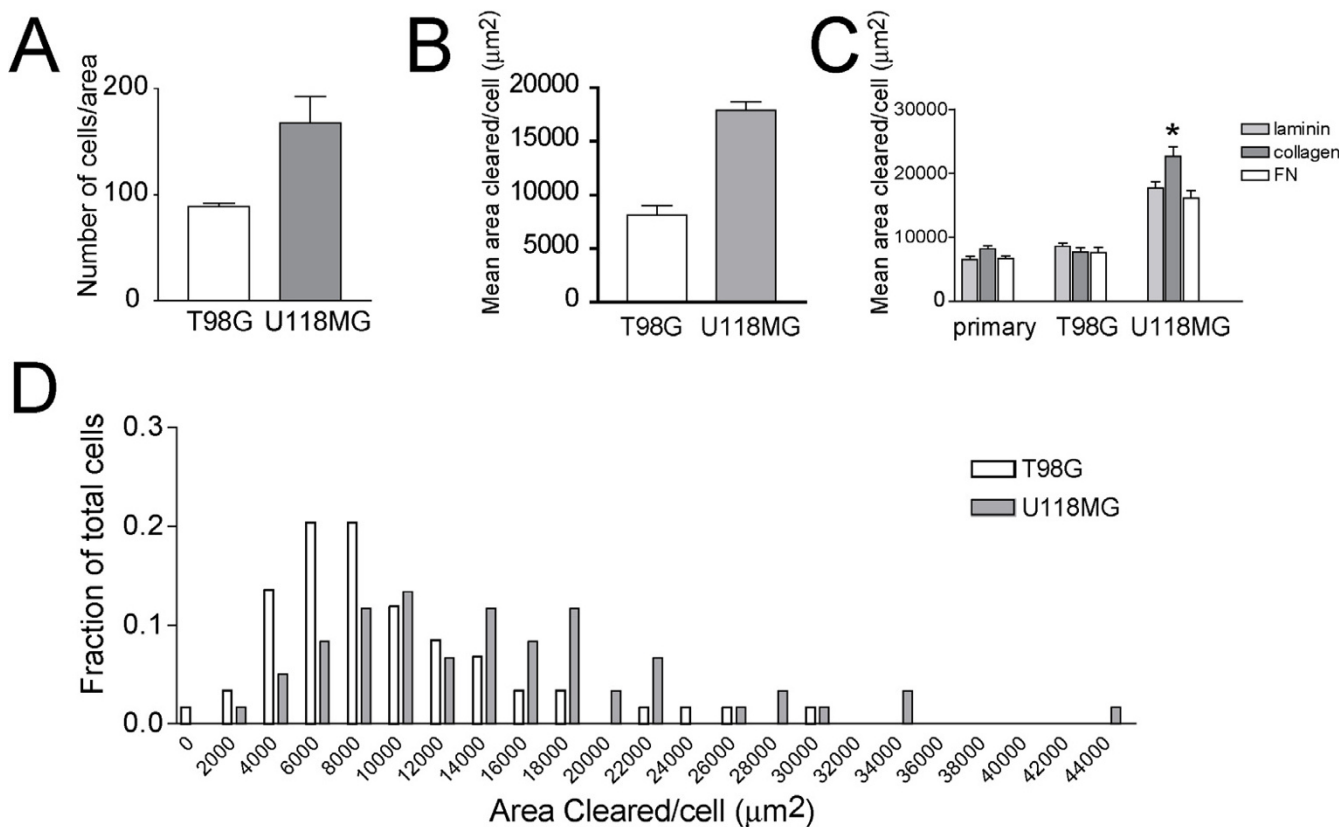 A
Number of cells/area
200
100
0
T98G U118MG
B
Mean area cleared/cell (μm2)
20000
15000
10000
5000
0
T98G U118MG
C
Mean area cleared/cell (μm2)
30000
20000
10000
0
*
laminin
collagen
FN
primary T98G U118MG
D
Fraction of total cells
0.3
0.2
0.1
0.0
T98G
U118MG
0 2000 4000 6000 8000 10000 12000 14000 16000 18000 20000 22000 24000 26000 28000 30000 32000 34000 36000 38000 40000 42000 44000
Area Cleared/cell (μm2)